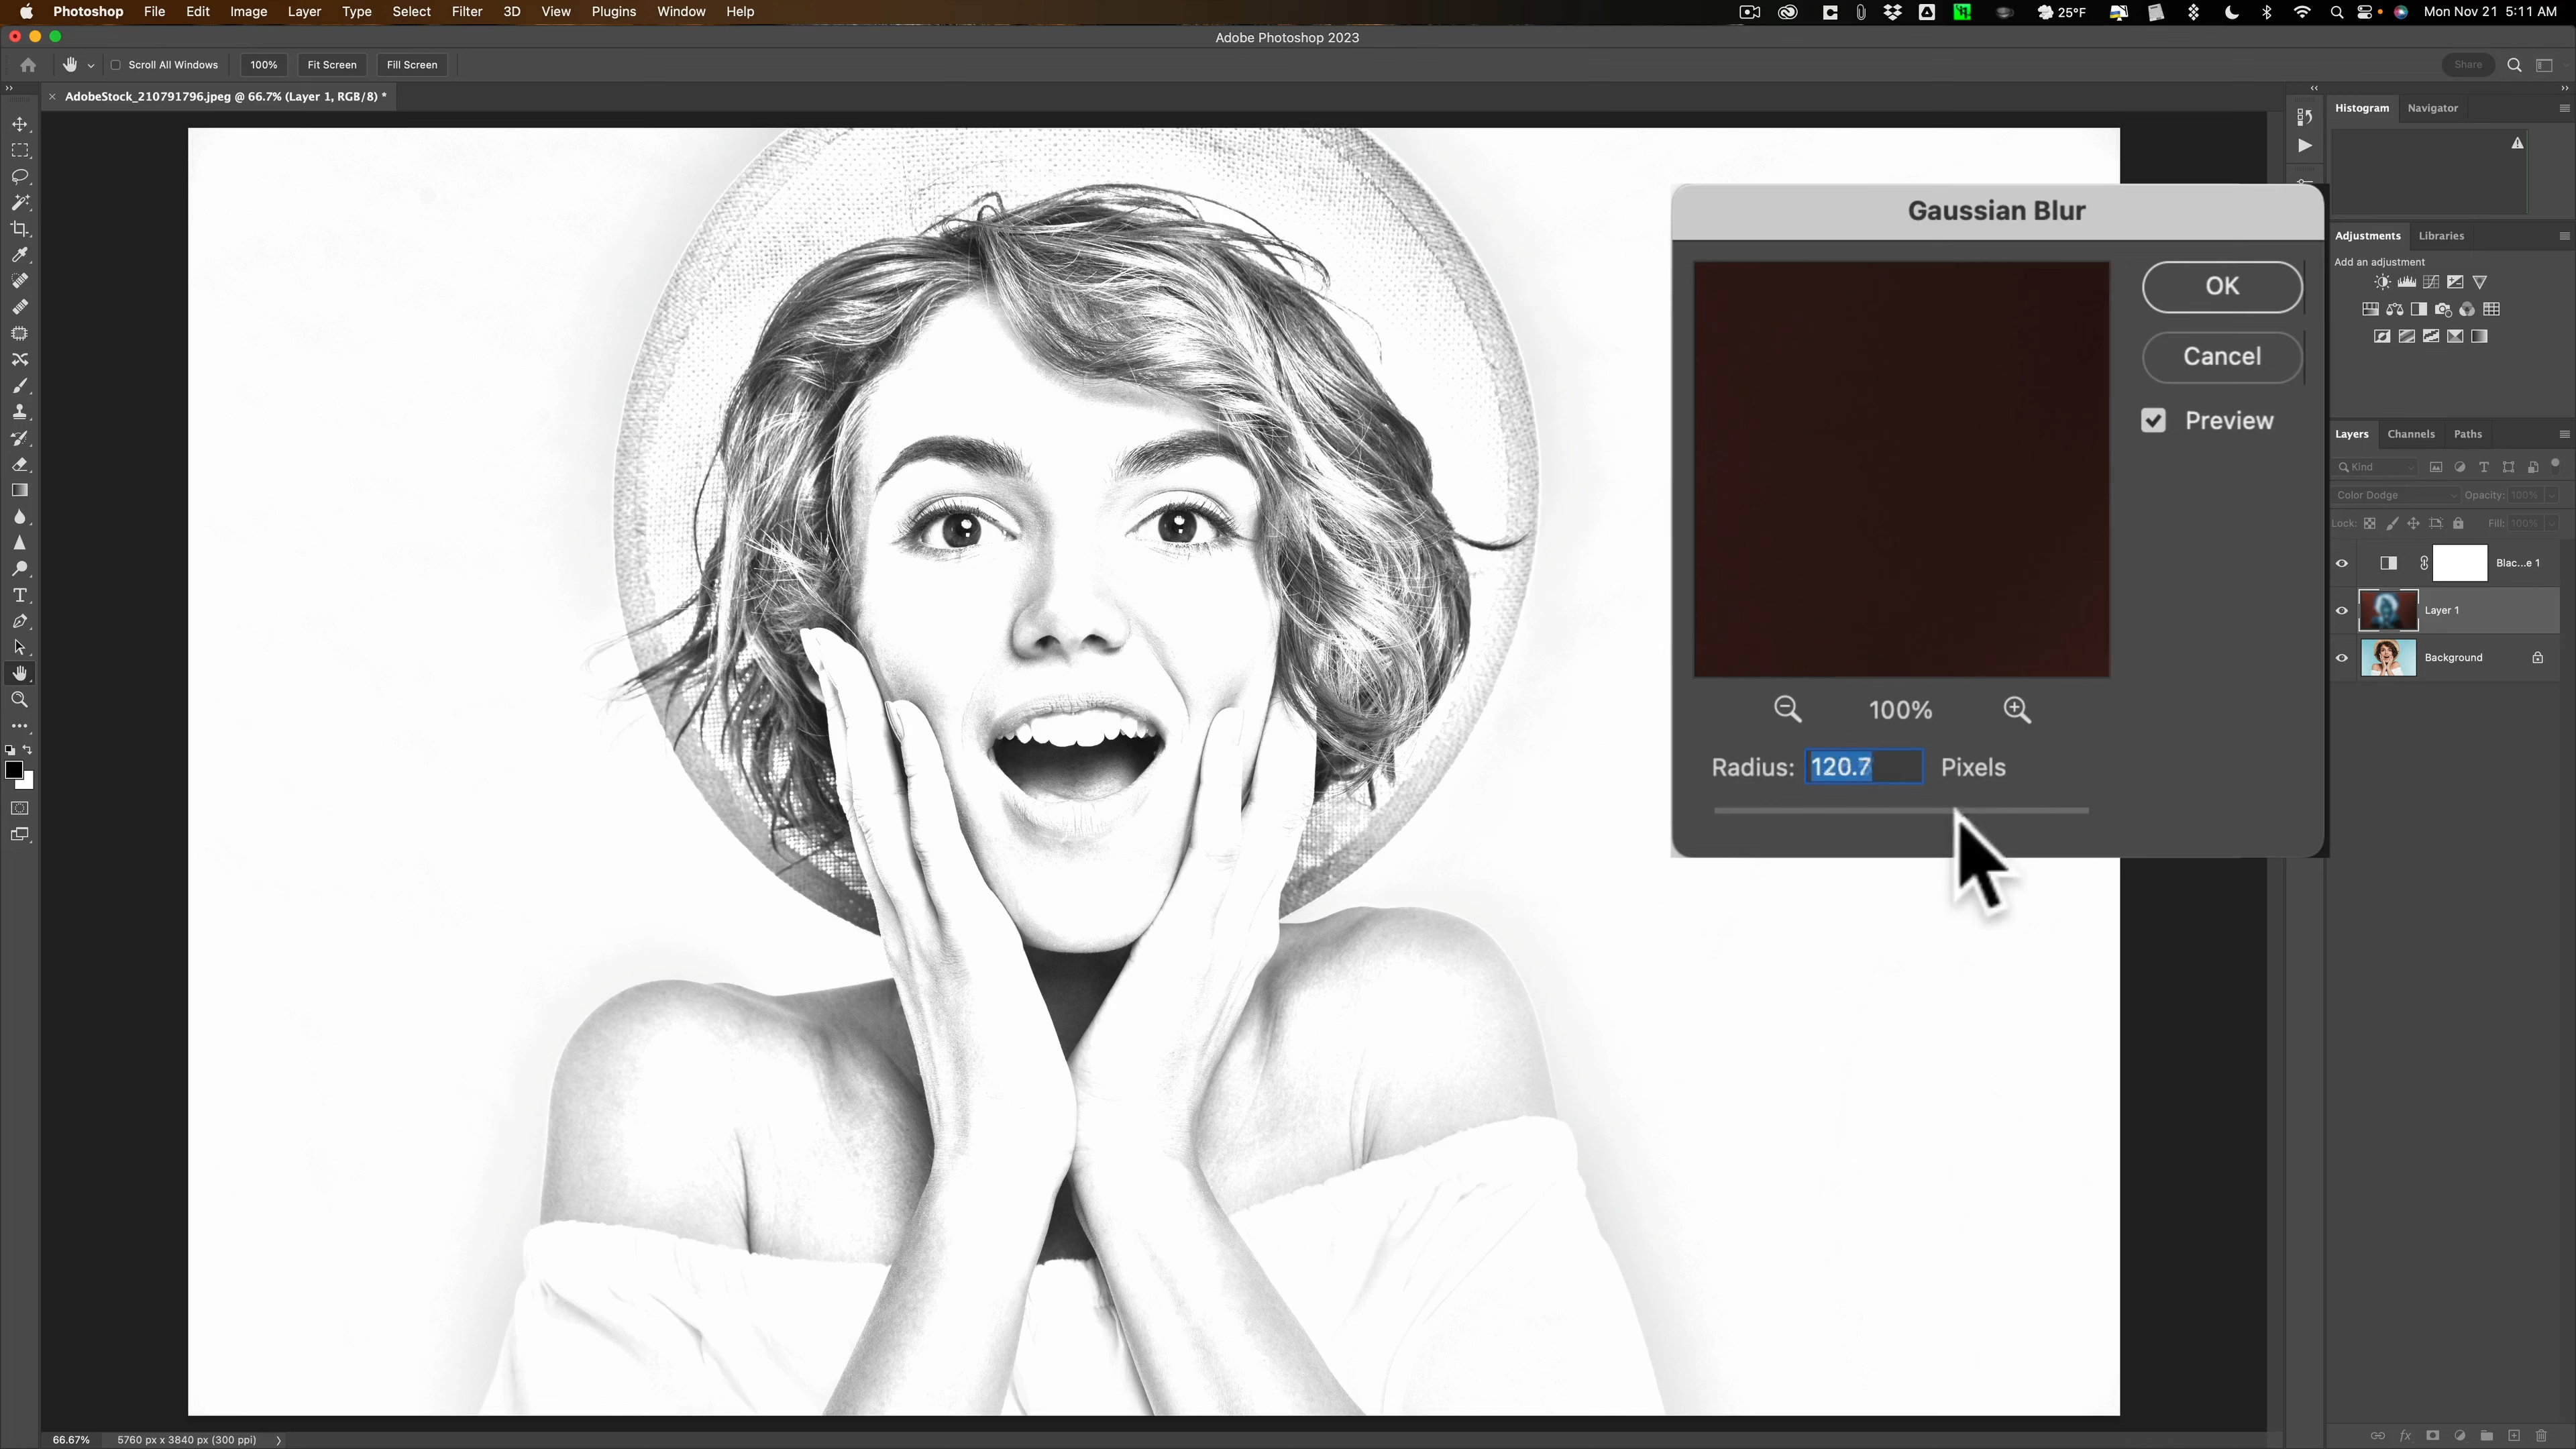 Photoshop File Edit Image Layer Type Select Filter 3D View Plugins Window Help 25°F Mon Nov 21 5:11 AM
Adobe Photoshop 2023
Scroll All Windows 100% Fit Screen Fill Screen Share
AdobeStock_210791796.jpeg @ 66.7% (Layer 1, RGB/8) *
Histogram Navigator
Gaussian Blur
OK
Cancel
Preview
100%
Radius: 120.7 Pixels
Adjustments Libraries
Add an adjustment
Layers Channels Paths
Kind
Color Dodge Opacity: 100%
Lock: Fill: 100%
Blac...e 1
Layer 1
Background
66.67% 5760 px x 3840 px (300 ppi)